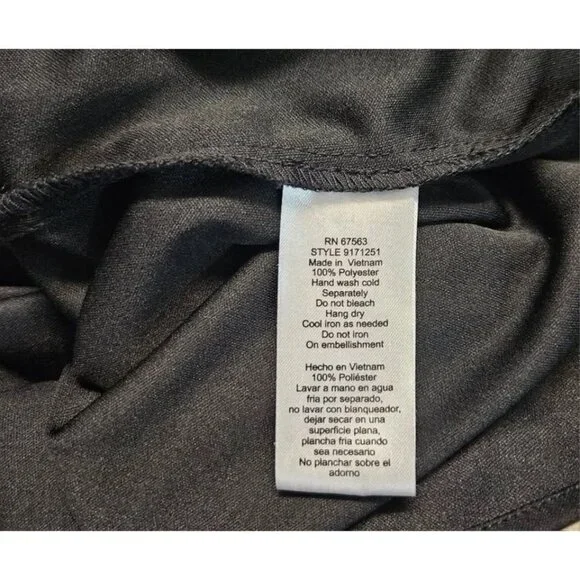 RN 67563
STYLE 9171251
Made in Vietnam
100% Polyester
Hand wash cold
Separately
Do not bleach
Hang dry
Cool iron as needed
Do not iron
On embellishment
Hecho en Vietnam
100% Poliéster
Lavar a mano en agua
fria por separado,
no lavar con blanqueador,
dejar secar en una
superficie plana,
plancha fria cuando
sea necesario
No planchar sobre el
adorno